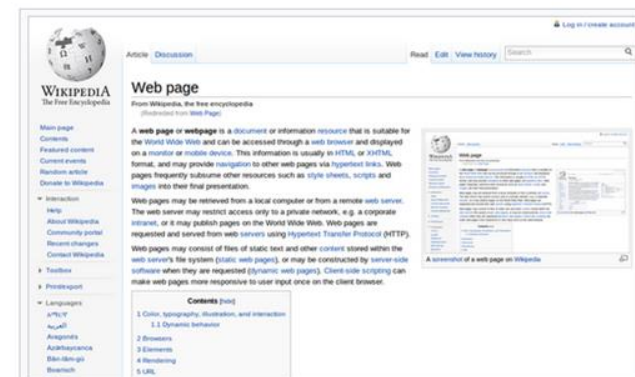 Log in / create account
Article Discussion
Read Edit View history Search
WIKIPEDIA
The Free Encyclopedia
Main page
Contents
Featured content
Current events
Random article
Donate to Wikipedia
Interaction
Help
About Wikipedia
Community portal
Recent changes
Contact Wikipedia
Toolbox
Print/export
Languages
አማርኛ
العربية
Aragonés
Azərbaycanca
Bân-lâm-gú
Boarisch
Web page
From Wikipedia, the free encyclopedia
(Redirected from Web Page)
A web page or webpage is a document or information resource that is suitable for
the World Wide Web and can be accessed through a web browser and displayed
on a monitor or mobile device. This information is usually in HTML or XHTML
format, and may provide navigation to other web pages via hypertext links. Web
pages frequently subsume other resources such as style sheets, scripts and
images into their final presentation.
Web pages may be retrieved from a local computer or from a remote web server.
The web server may restrict access only to a private network, e.g. a corporate
intranet, or it may publish pages on the World Wide Web. Web pages are
requested and served from web servers using Hypertext Transfer Protocol (HTTP).
Web pages may consist of files of static text and other content stored within the
web server's file system (static web pages), or may be constructed by server-side
software when they are requested (dynamic web pages). Client-side scripting can
make web pages more responsive to user input once on the client browser.
Contents [hide]
1 Color, typography, illustration, and interaction
1.1 Dynamic behavior
2 Browsers
3 Elements
4 Rendering
5 URL
Web page
A screenshot of a web page on Wikipedia